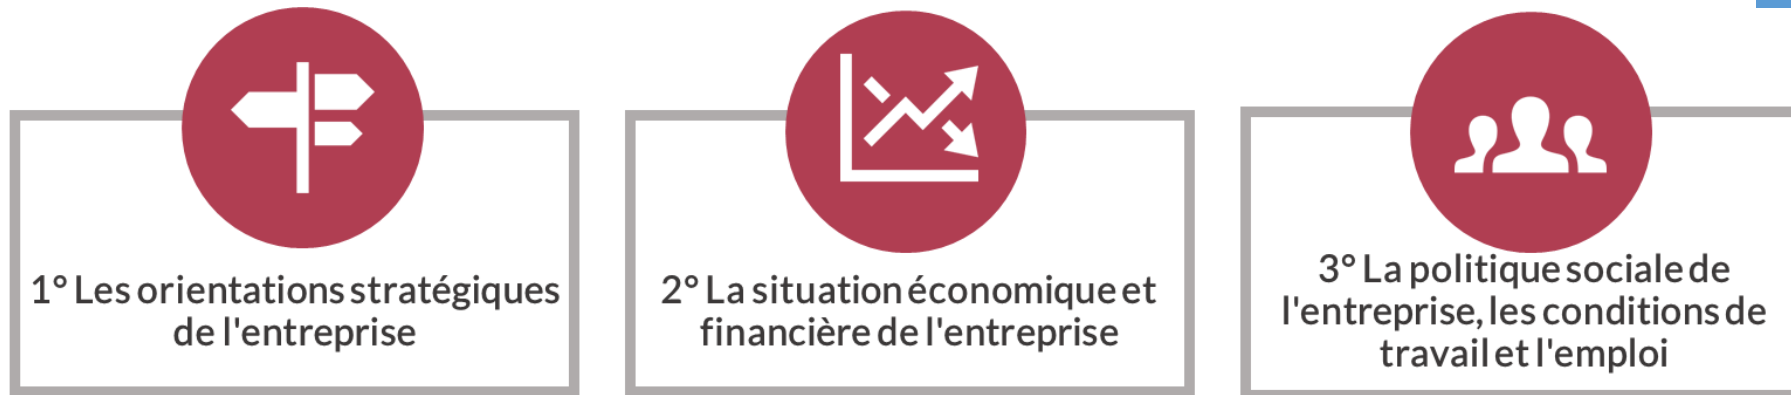 1° Les orientations stratégiques
de l'entreprise
2° La situation économique et
financière de l'entreprise
3° La politique sociale de
l'entreprise, les conditions de
travail et l'emploi